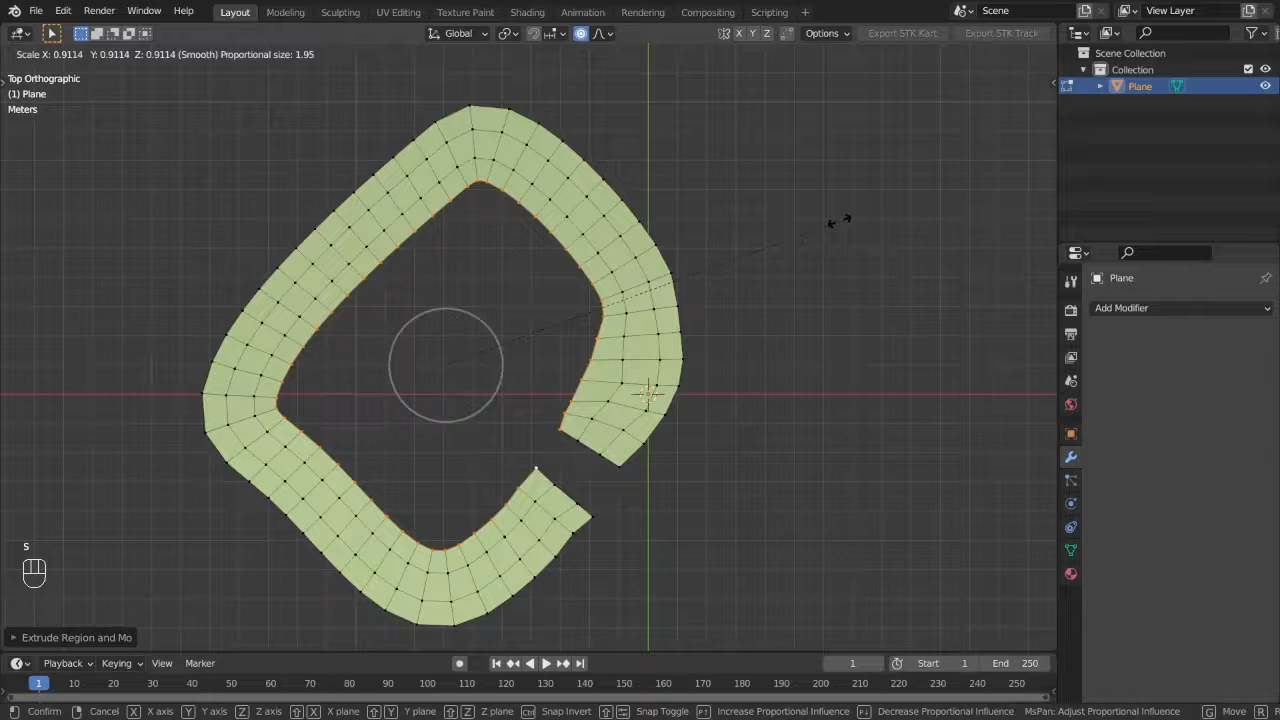 File Edit Render Window Help Layout Modeling Sculpting UV Editing Texture Paint Shading Animation Rendering Compositing Scripting + Scene View Layer
Global X Y Z Options Export STK Kart Export STK Track
Scale X: 0.9114 Y: 0.9114 Z: 0.9114 (Smooth) Proportional size: 1.95
Scene Collection
Collection
Plane
Top Orthographic
(1) Plane
Meters
Plane
Add Modifier
S
Extrude Region and Mo
Playback Keying View Marker 1 Start 1 End 250
1 10 20 30 40 50 60 70 80 90 100 110 120 130 140 150 160 170 180 190 200 210 220 230 240 250
Confirm Cancel X X axis Y Y axis Z Z axis X X plane Y Y plane Z Z plane Ctrl Snap Invert Snap Toggle Increase Proportional Influence Decrease Proportional Influence MsPan: Adjust Proportional Influence G Move R